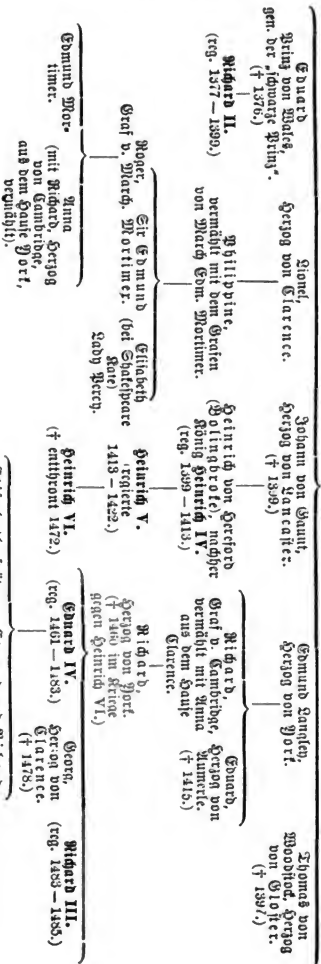 Eduard
Prinz von Wales,
gen. der „schwarze Prinz“.
(† 1376.)
Richard II.
(reg. 1377—1399.)
Lionel,
Herzog von Clarence.
Philippine,
vermählt mit dem Grafen
von March Edm. Mortimer.
Roger,
Graf v. March.
Sir Edmund
Mortimer.
Elisabeth
(bei Shakespeare
Kate)
Lady Percy.
Edmund Mor-
timer.
Anna
(mit Richard, Herzog
von Cambridge,
aus dem Hause York,
vermählt).
Johann von Gaunt,
Herzog von Lancaster.
(† 1399.)
Heinrich von Hereford
(Bolingbroke), nachher
König Heinrich IV.
(reg. 1399—1413.)
Heinrich V.
regierte
1413—1422.
Heinrich VI.
(† entthront 1472.)
Edmund Langley,
Herzog von York.
Richard,
Graf v. Cambridge,
vermählt mit Anna
aus dem Hause
Clarence.
Eduard,
Herzog von
Aumerle.
(† 1415.)
Richard
Herzog von York.
(† 1460 im Kriege
gegen Heinrich VI.)
Eduard IV.
(reg. 1461—1483.)
Georg,
Herzog von
Clarence.
(† 1478.)
Richard III.
(reg. 1483—1485.)
Thomas von
Woodstock, Herzog
von Gloster.
(† 1397.)